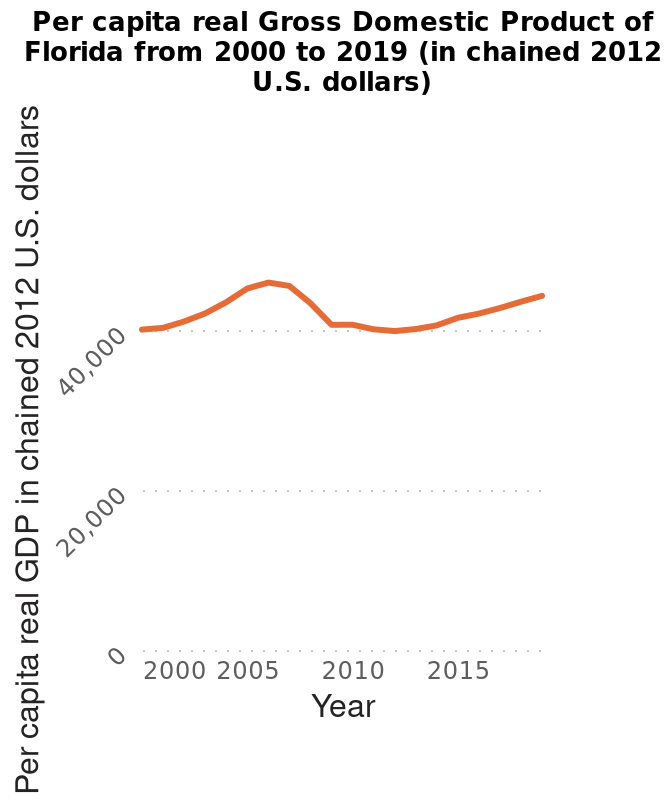 Per capita real Gross Domestic Product of
Florida from 2000 to 2019 (in chained 2012
U.S. dollars)
Per capita real GDP in chained 2012 U.S. dollars
40,000
20,000
0
2000 2005 2010 2015
Year